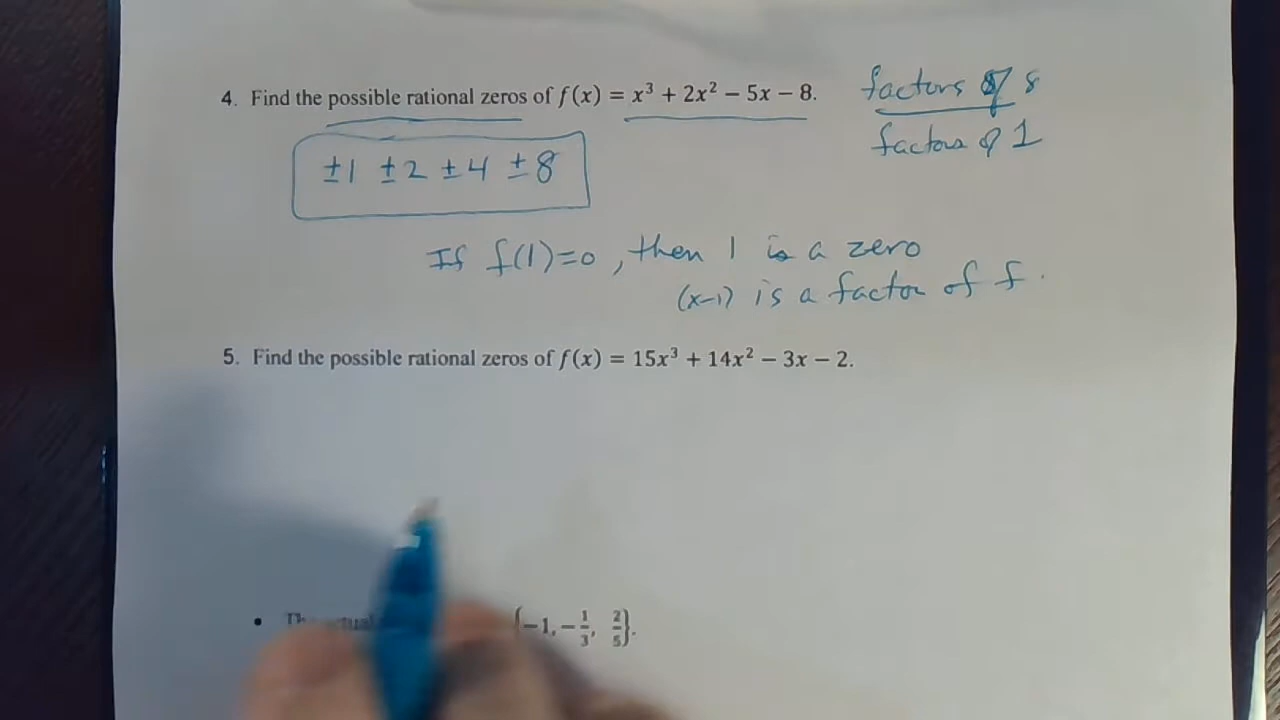 4. Find the possible rational zeros of f(x) = x³ + 2x² − 5x − 8.
factors of 8
factors of 1
±1 ±2 ±4 ±8
If f(1)=0, then 1 is a zero
(x-1) is a factor of f.
5. Find the possible rational zeros of f(x) = 15x³ + 14x² − 3x − 2.
• {−1, −1/3, 2/5}.